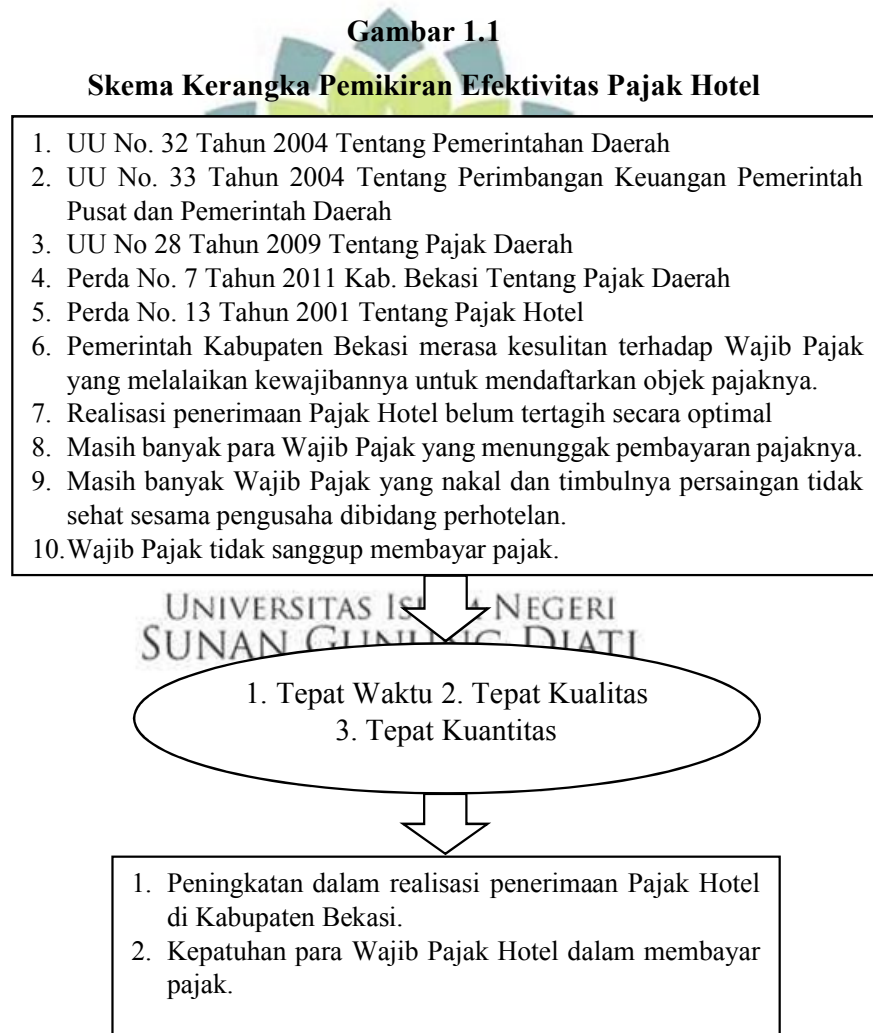 Gambar 1.1
Skema Kerangka Pemikiran Efektivitas Pajak Hotel
1. UU No. 32 Tahun 2004 Tentang Pemerintahan Daerah
2. UU No. 33 Tahun 2004 Tentang Perimbangan Keuangan Pemerintah
Pusat dan Pemerintah Daerah
3. UU No 28 Tahun 2009 Tentang Pajak Daerah
4. Perda No. 7 Tahun 2011 Kab. Bekasi Tentang Pajak Daerah
5. Perda No. 13 Tahun 2001 Tentang Pajak Hotel
6. Pemerintah Kabupaten Bekasi merasa kesulitan terhadap Wajib Pajak
yang melalaikan kewajibannya untuk mendaftarkan objek pajaknya.
7. Realisasi penerimaan Pajak Hotel belum tertagih secara optimal
8. Masih banyak para Wajib Pajak yang menunggak pembayaran pajaknya.
9. Masih banyak Wajib Pajak yang nakal dan timbulnya persaingan tidak
sehat sesama pengusaha dibidang perhotelan.
10.Wajib Pajak tidak sanggup membayar pajak.
UNIVERSITAS NEGERI
SUNAN GUNUNG DJATI
1. Tepat Waktu 2. Tepat Kualitas
3. Tepat Kuantitas
1. Peningkatan dalam realisasi penerimaan Pajak Hotel
di Kabupaten Bekasi.
2. Kepatuhan para Wajib Pajak Hotel dalam membayar
pajak.